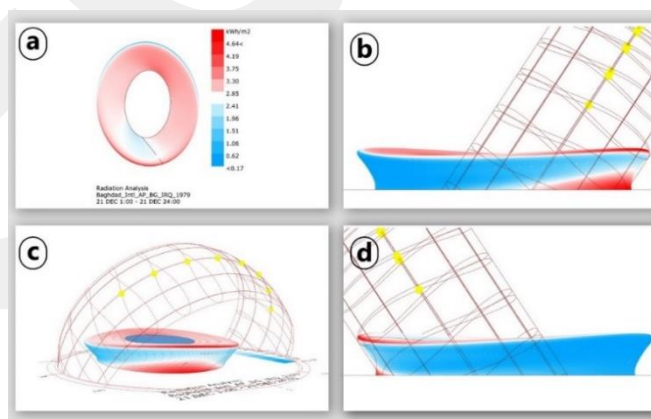 a
kWh/m2
4.64<
4.19
3.75
3.30
2.85
2.41
1.96
1.51
1.06
0.62
<0.17
Radiation Analysis
Baghdad_Intl_AP_BG_IRQ_1979
21 DEC 1:00 - 21 DEC 24:00
b
c
d